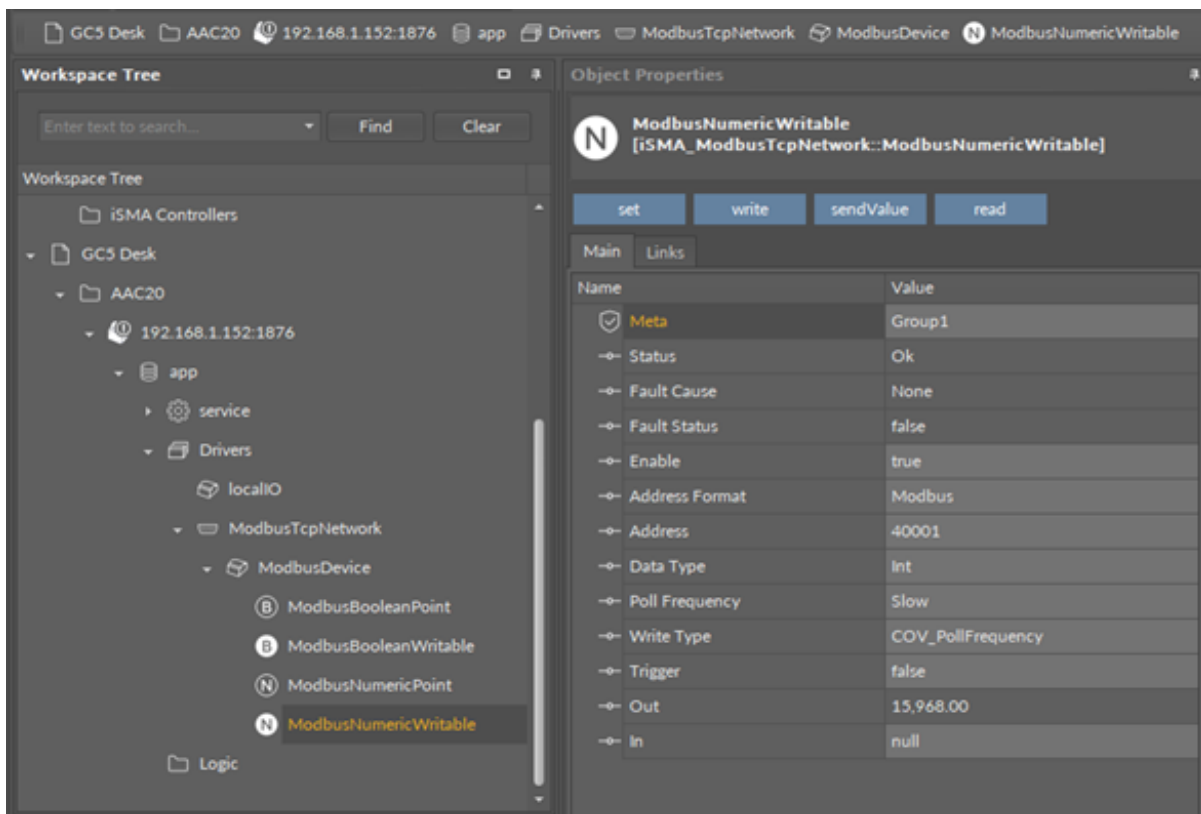 GC5 Desk AAC20 192.168.1.152:1876 app Drivers ModbusTcpNetwork ModbusDevice N ModbusNumericWritable
Workspace Tree
Enter text to search... Find Clear
Workspace Tree
iSMA Controllers
GC5 Desk
AAC20
192.168.1.152:1876
app
service
Drivers
localIO
ModbusTcpNetwork
ModbusDevice
B ModbusBooleanPoint
B ModbusBooleanWritable
N ModbusNumericPoint
N ModbusNumericWritable
Logic
Object Properties
N ModbusNumericWritable
[iSMA_ModbusTcpNetwork::ModbusNumericWritable]
set write sendValue read
Main Links
Name Value
Meta Group1
Status Ok
Fault Cause None
Fault Status false
Enable true
Address Format Modbus
Address 40001
Data Type Int
Poll Frequency Slow
Write Type COV_PollFrequency
Trigger false
Out 15,968.00
In null